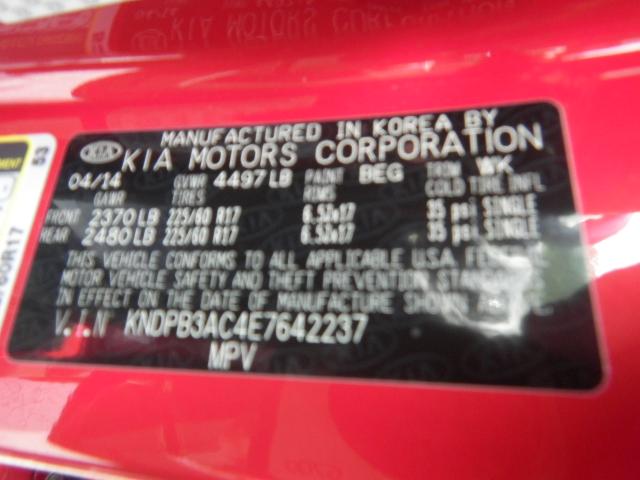 MANUFACTURED IN KOREA BY
KIA KIA MOTORS CORPORATION
04/14 GVWR 4497 LB PAINT BEG TRIM WK
GAWR TIRES RIMS COLD TIRE INFL
FRONT 2370 LB 225/60 R17 6.5Jx17 35 psi SINGLE
REAR 2480 LB 225/60 R17 6.5Jx17 35 psi SINGLE
THIS VEHICLE CONFORMS TO ALL APPLICABLE U.S.A. FEDERAL
MOTOR VEHICLE SAFETY AND THEFT PREVENTION STANDARDS
IN EFFECT ON THE DATE OF MANUFACTURE SHOWN ABOVE.
V.I.N KNDPB3AC4E7642237
MPV
53